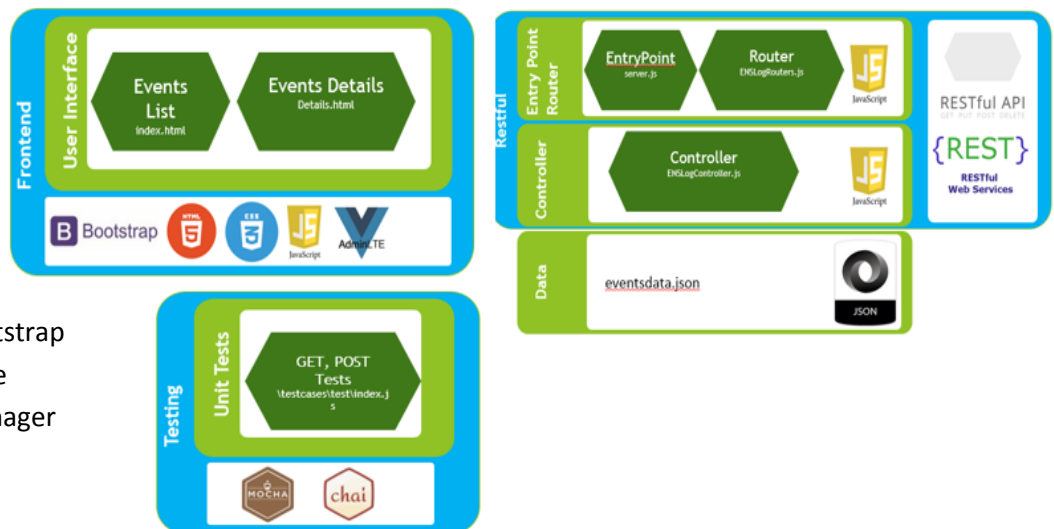 Frontend
User Interface
Events
List
index.html
Events Details
Details.html
B Bootstrap
HTML
5
CSS
3
JS
JavaScript
AdminLTE
Restful
Entry Point
Router
EntryPoint
server.js
Router
ENSLogRouters.js
JS
JavaScript
Controller
Controller
ENSLogController.js
JS
JavaScript
RESTful API
GET PUT POST DELETE
{REST}
RESTful
Web Services
Data
eventsdata.json
JSON
tstrap
e
nager
Testing
Unit Tests
GET, POST
Tests
\testcases\test\index.j
s
MOCHA
chai